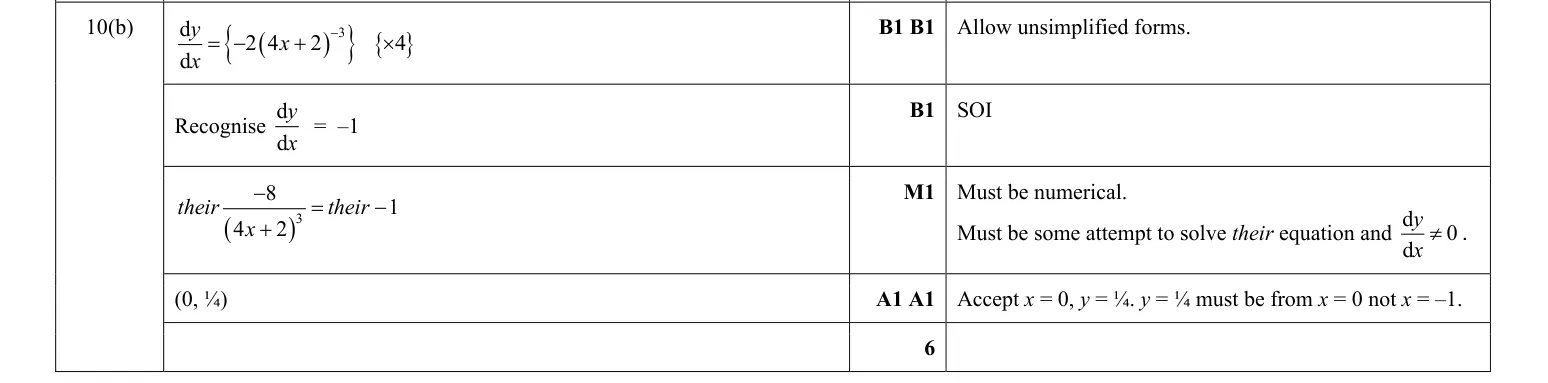 10(b) dy/dx = {−2(4x + 2)⁻³} {×4} B1 B1 Allow unsimplified forms.
Recognise dy/dx = –1 B1 SOI
their −8/(4x + 2)³ = their −1 M1 Must be numerical.
Must be some attempt to solve their equation and dy/dx ≠ 0 .
(0, ¼) A1 A1 Accept x = 0, y = ¼. y = ¼ must be from x = 0 not x = –1.
6